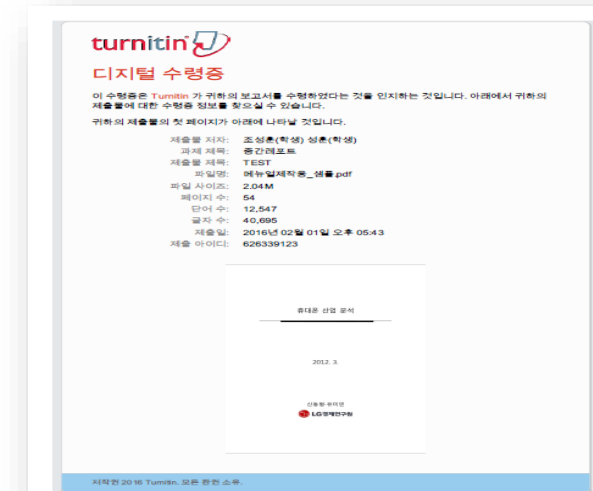 turnitin
디지털 수령증
이 수령증은 Turnitin 가 귀하의 보고서를 수령하였다는 것을 인지하는 것입니다. 아래에서 귀하의
제출물에 대한 수령증 정보를 찾으실 수 있습니다.
귀하의 제출물의 첫 페이지가 아래에 나타날 것입니다.
제출물 저자: 조성훈(학생) 성훈(학생)
과제 제목: 중간레포트
제출물 제목: TEST
파일명: 메뉴얼제작용_샘플.pdf
파일 사이즈: 2.04M
페이지 수: 54
단어 수: 12,547
글자 수: 40,695
제출일: 2016년 02월 01일 오후 05:43
제출 아이디: 626339123
휴대폰 산업 분석
2012. 3.
LG경제연구원
저작권 2016 Turnitin. 모든 판권 소유.